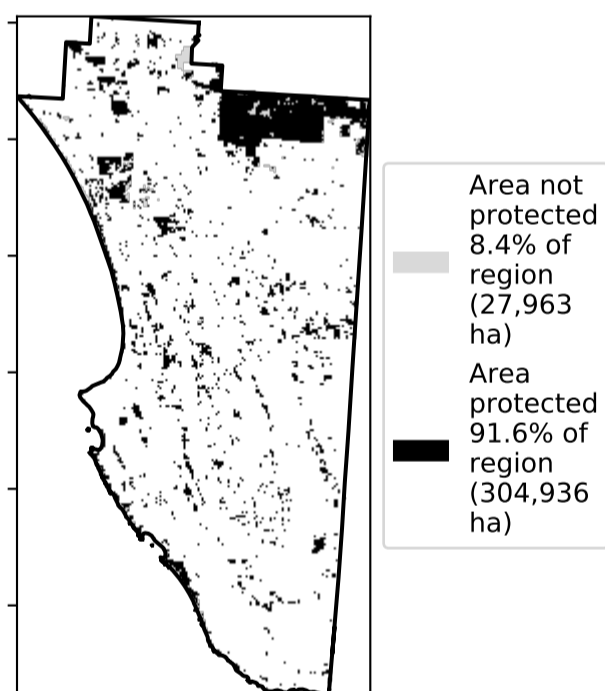 Area not
protected
8.4% of
region
(27,963
ha)
Area
protected
91.6% of
region
(304,936
ha)